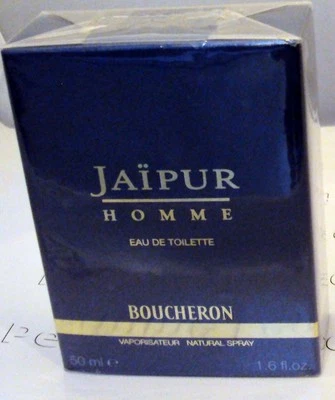 JAÏPUR
HOMME
EAU DE TOILETTE
BOUCHERON
VAPORISATEUR NATURAL SPRAY
50 ml ℮ 1.6 fl.oz.